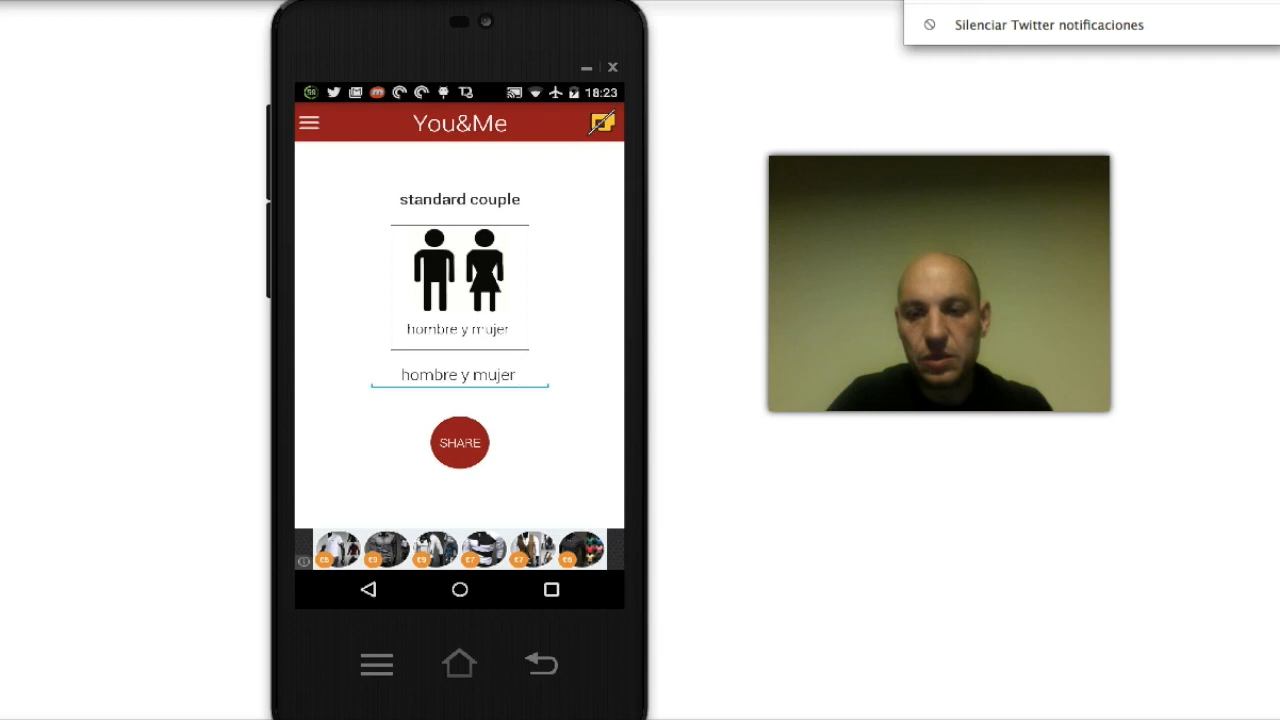 Silenciar Twitter notificaciones
18:23
You&Me
standard couple
hombre y mujer
hombre y mujer
SHARE